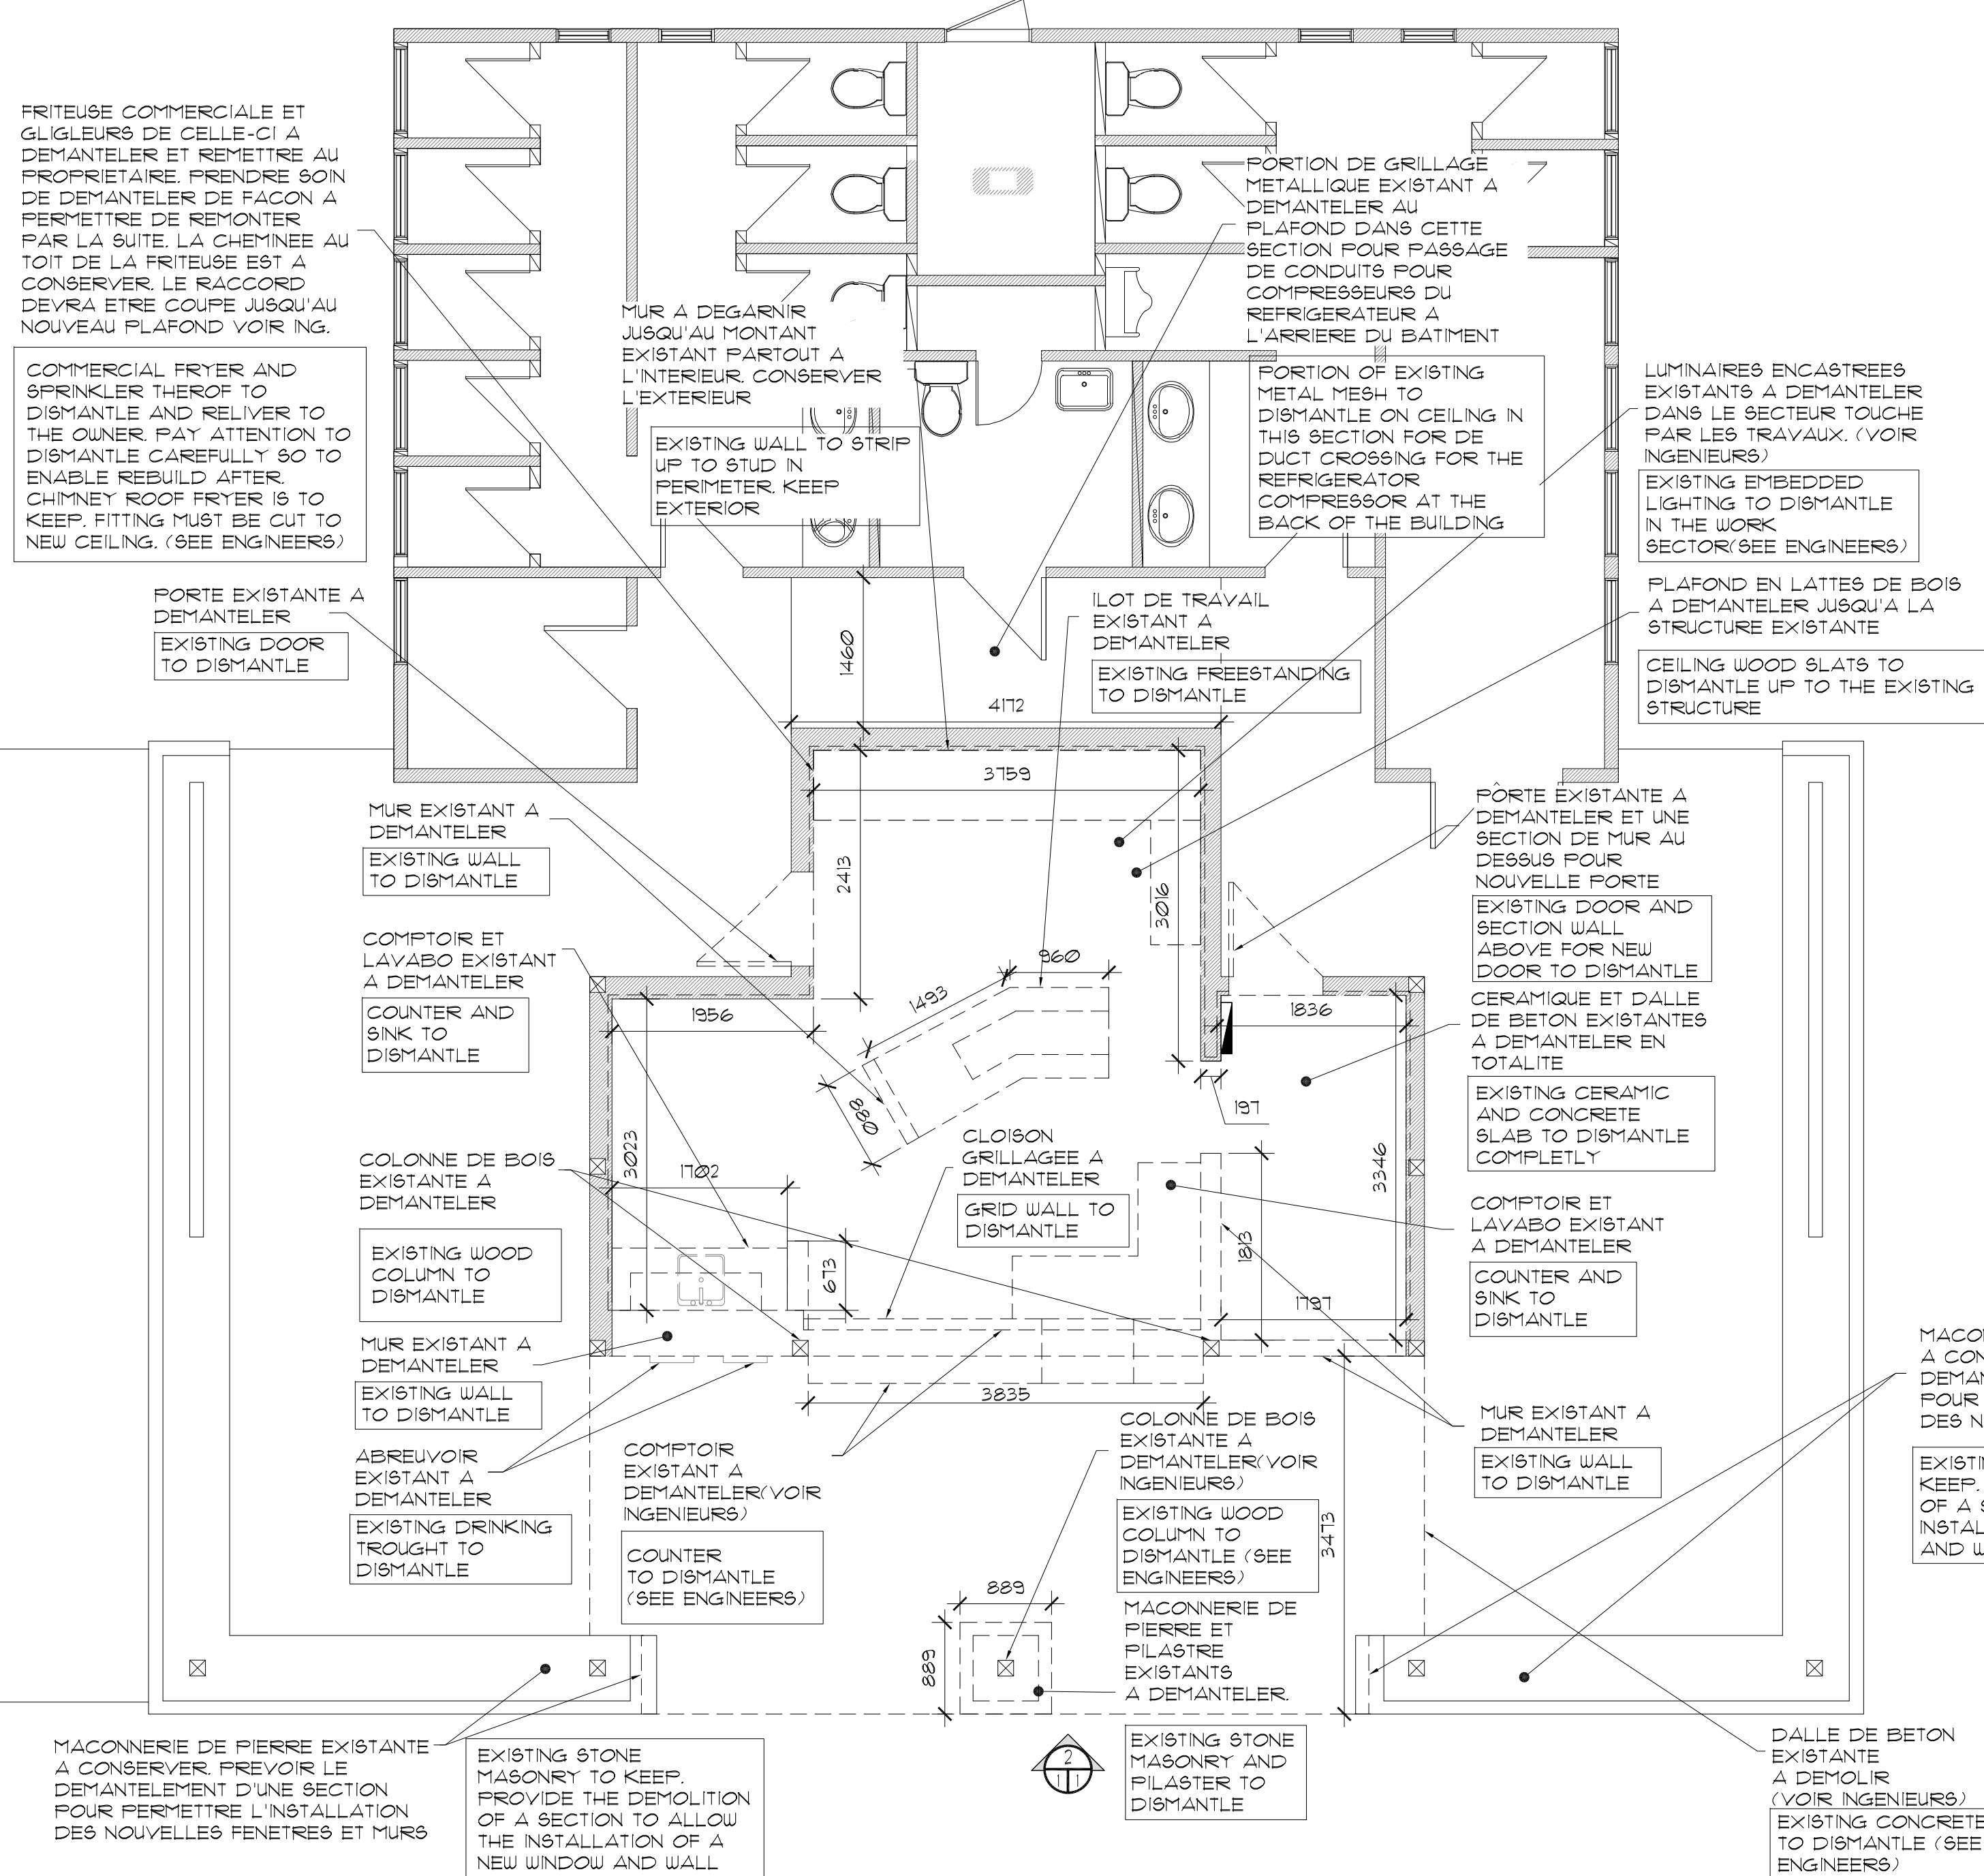 FRITEUSE COMMERCIALE ET
GLIGLEURS DE CELLE-CI A
DEMANTELER ET REMETTRE AU
PROPRIETAIRE. PRENDRE SOIN
DE DEMANTELER DE FACON A
PERMETTRE DE REMONTER
PAR LA SUITE. LA CHEMINEE AU
TOIT DE LA FRITEUSE EST A
CONSERVER. LE RACCORD
DEVRA ETRE COUPE JUSQU'AU
NOUVEAU PLAFOND VOIR ING.
COMMERCIAL FRYER AND
SPRINKLER THEROF TO
DISMANTLE AND RELIVER TO
THE OWNER. PAY ATTENTION TO
DISMANTLE CAREFULLY SO TO
ENABLE REBUILD AFTER.
CHIMNEY ROOF FRYER IS TO
KEEP. FITTING MUST BE CUT TO
NEW CEILING. (SEE ENGINEERS)
MUR A DEGARNIR
JUSQU'AU MONTANT
EXISTANT PARTOUT A
L'INTERIEUR. CONSERVER
L'EXTERIEUR
EXISTING WALL TO STRIP
UP TO STUD IN
PERIMETER. KEEP
EXTERIOR
PORTION DE GRILLAGE
METALLIQUE EXISTANT A
DEMANTELER AU
PLAFOND DANS CETTE
SECTION POUR PASSAGE
DE CONDUITS POUR
COMPRESSEURS DU
REFRIGERATEUR A
L'ARRIERE DU BATIMENT
PORTION OF EXISTING
METAL MESH TO
DISMANTLE ON CEILING IN
THIS SECTION FOR DE
DUCT CROSSING FOR THE
REFRIGERATOR
COMPRESSOR AT THE
BACK OF THE BUILDING
LUMINAIRES ENCASTREES
EXISTANTS A DEMANTELER
DANS LE SECTEUR TOUCHE
PAR LES TRAVAUX. (VOIR
INGENIEURS)
EXISTING EMBEDDED
LIGHTING TO DISMANTLE
IN THE WORK
SECTOR(SEE ENGINEERS)
PLAFOND EN LATTES DE BOIS
A DEMANTELER JUSQU'A LA
STRUCTURE EXISTANTE
CEILING WOOD SLATS TO
DISMANTLE UP TO THE EXISTING
STRUCTURE
PORTE EXISTANTE A
DEMANTELER
EXISTING DOOR
TO DISMANTLE
ILOT DE TRAVAIL
EXISTANT A
DEMANTELER
EXISTING FREESTANDING
TO DISMANTLE
1460
4172
3759
2413
3016
MUR EXISTANT A
DEMANTELER
EXISTING WALL
TO DISMANTLE
PORTE EXISTANTE A
DEMANTELER ET UNE
SECTION DE MUR AU
DESSUS POUR
NOUVELLE PORTE
EXISTING DOOR AND
SECTION WALL
ABOVE FOR NEW
DOOR TO DISMANTLE
COMPTOIR ET
LAVABO EXISTANT
A DEMANTELER
COUNTER AND
SINK TO
DISMANTLE
960
1493
1956
1836
880
197
CERAMIQUE ET DALLE
DE BETON EXISTANTES
A DEMANTELER EN
TOTALITE
EXISTING CERAMIC
AND CONCRETE
SLAB TO DISMANTLE
COMPLETLY
COLONNE DE BOIS
EXISTANTE A
DEMANTELER
EXISTING WOOD
COLUMN TO
DISMANTLE
3023
1702
673
CLOISON
GRILLAGEE A
DEMANTELER
GRID WALL TO
DISMANTLE
3346
1813
1797
COMPTOIR ET
LAVABO EXISTANT
A DEMANTELER
COUNTER AND
SINK TO
DISMANTLE
MUR EXISTANT A
DEMANTELER
EXISTING WALL
TO DISMANTLE
3835
MUR EXISTANT A
DEMANTELER
EXISTING WALL
TO DISMANTLE
ABREUVOIR
EXISTANT A
DEMANTELER
EXISTING DRINKING
TROUGHT TO
DISMANTLE
COMPTOIR
EXISTANT A
DEMANTELER(VOIR
INGENIEURS)
COUNTER
TO DISMANTLE
(SEE ENGINEERS)
COLONNE DE BOIS
EXISTANTE A
DEMANTELER(VOIR
INGENIEURS)
EXISTING WOOD
COLUMN TO
DISMANTLE (SEE
ENGINEERS)
3473
889
889
MACONNERIE DE
PIERRE ET
PILASTRE
EXISTANTS
A DEMANTELER.
EXISTING STONE
MASONRY AND
PILASTER TO
DISMANTLE
2
1 1
MACONNERIE DE PIERRE EXISTANTE
A CONSERVER. PREVOIR LE
DEMANTELEMENT D'UNE SECTION
POUR PERMETTRE L'INSTALLATION
DES NOUVELLES FENETRES ET MURS
EXISTING STONE
MASONRY TO KEEP.
PROVIDE THE DEMOLITION
OF A SECTION TO ALLOW
THE INSTALLATION OF A
NEW WINDOW AND WALL
MACO
A CON
DEMAN
POUR
DES N
EXISTIN
KEEP.
OF A S
INSTAL
AND W
DALLE DE BETON
EXISTANTE
A DEMOLIR
(VOIR INGENIEURS)
EXISTING CONCRETE
TO DISMANTLE (SEE
ENGINEERS)